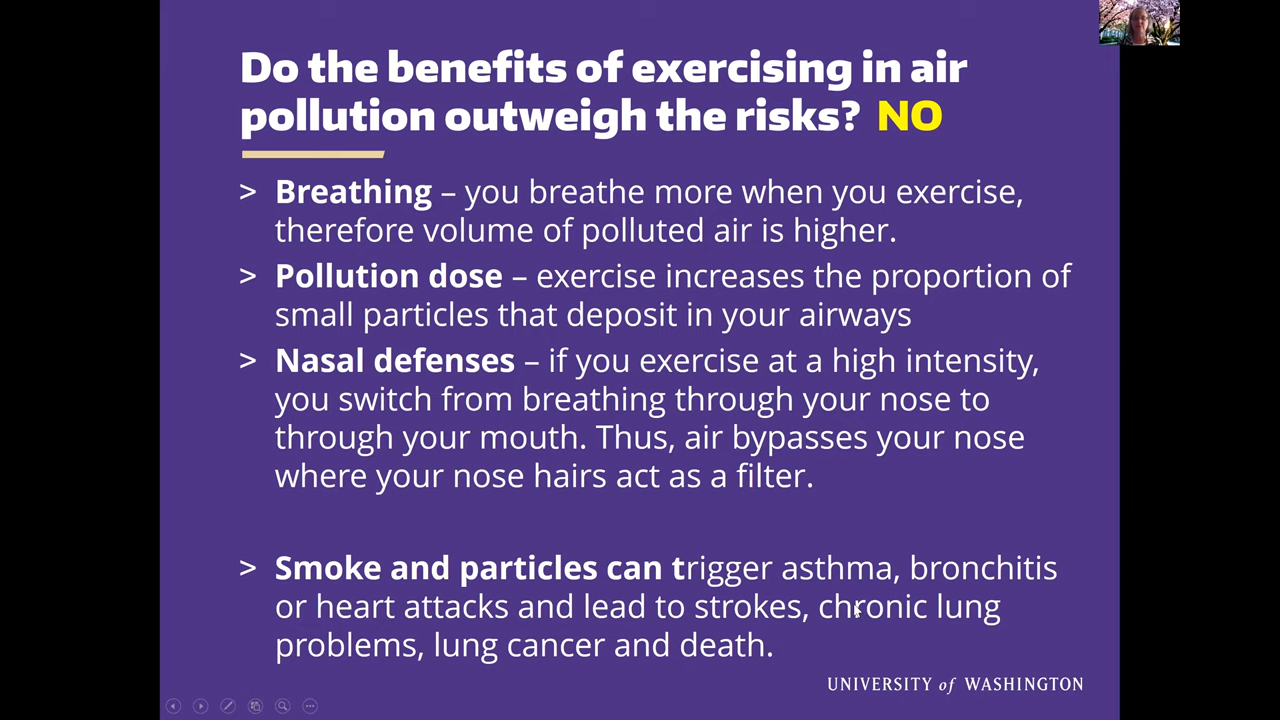 Do the benefits of exercising in air
pollution outweigh the risks? NO
> Breathing – you breathe more when you exercise,
therefore volume of polluted air is higher.
> Pollution dose – exercise increases the proportion of
small particles that deposit in your airways
> Nasal defenses – if you exercise at a high intensity,
you switch from breathing through your nose to
through your mouth. Thus, air bypasses your nose
where your nose hairs act as a filter.
> Smoke and particles can trigger asthma, bronchitis
or heart attacks and lead to strokes, chronic lung
problems, lung cancer and death.
UNIVERSITY of WASHINGTON